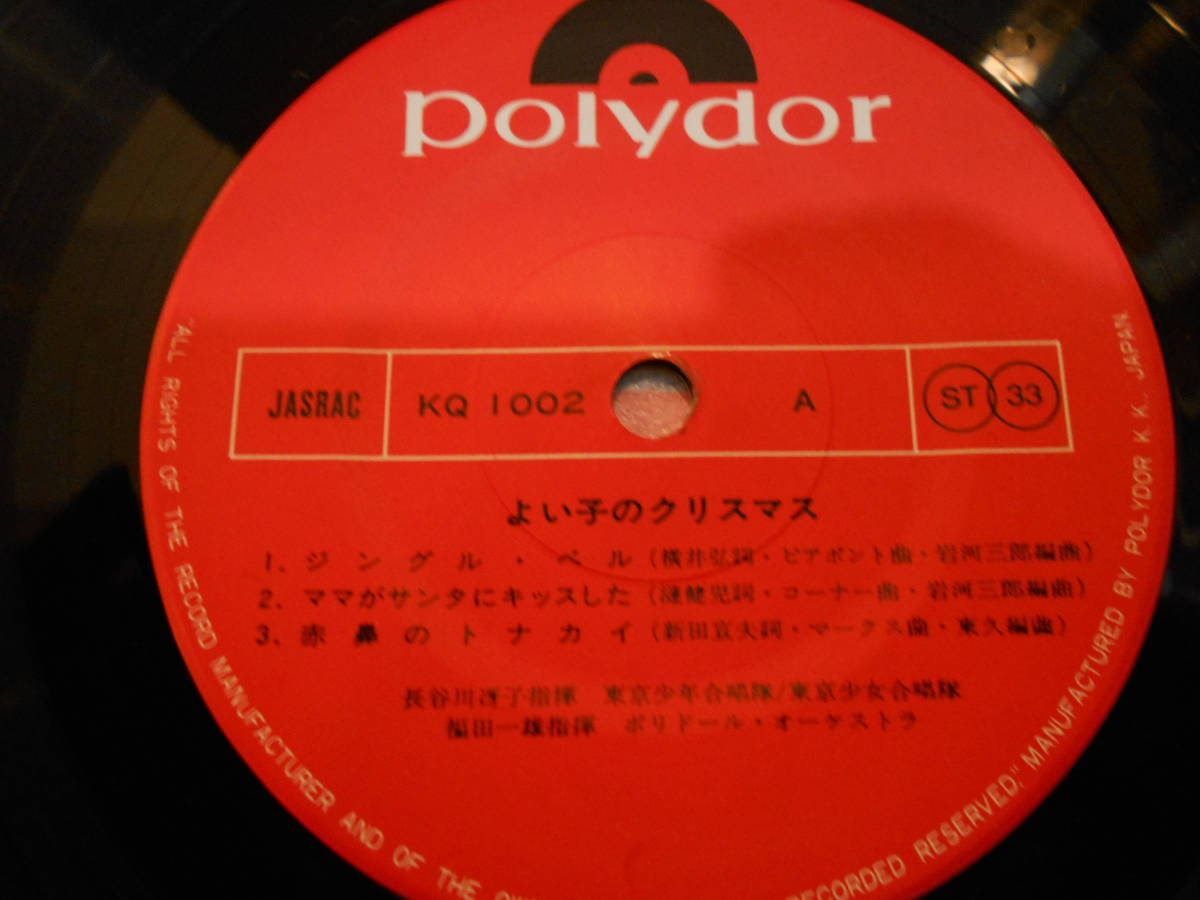 polydor
JASRAC KQ 1002 A ST 33
よい子のクリスマス
1. ジングル・ベル (横井弘詞・ピアポント曲・岩河三郎編曲)
2. ママがサンタにキッスした (漣健児詞・コーナー曲・岩河三郎編曲)
3. 赤鼻のトナカイ (新田宣夫詞・マークス曲・東久編曲)
長谷川冴子指揮 東京少年合唱隊/東京少女合唱隊
福田一雄指揮 ポリドール・オーケストラ
"ALL RIGHTS OF THE RECORD MANUFACTURER AND OF THE RECORDED RESERVED," MANUFACTURED BY POLYDOR K.K., JAPAN.